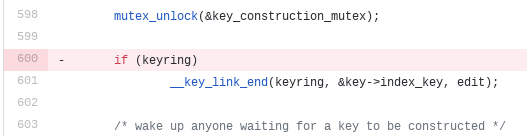 598 mutex_unlock(&key_construction_mutex);
599
600 - if (keyring)
601 __key_link_end(keyring, &key->index_key, edit);
602
603 /* wake up anyone waiting for a key to be constructed */